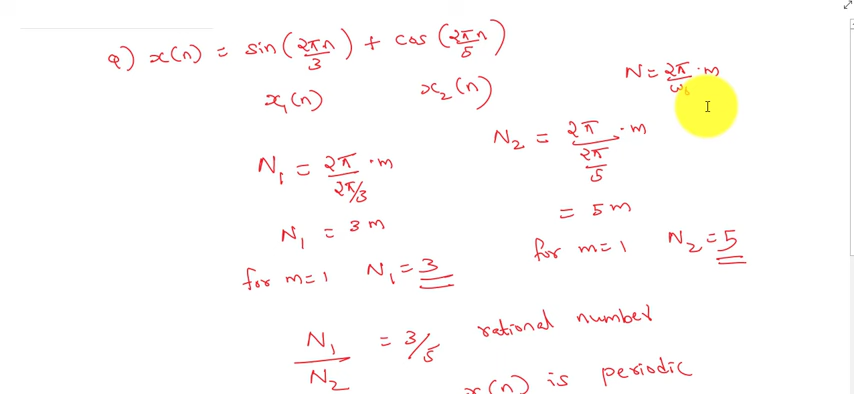 Q) x(n) = sin(2πn/3) + cos(2πn/5)
x₁(n) x₂(n)
N = 2π/ω₀ · m
N₁ = 2π/(2π/3) · m
N₁ = 3m
for m=1 N₁ = 3
N₂ = 2π/(2π/5) · m
= 5m
for m=1 N₂ = 5
N₁/N₂ = 3/5 rational number
x(n) is periodic